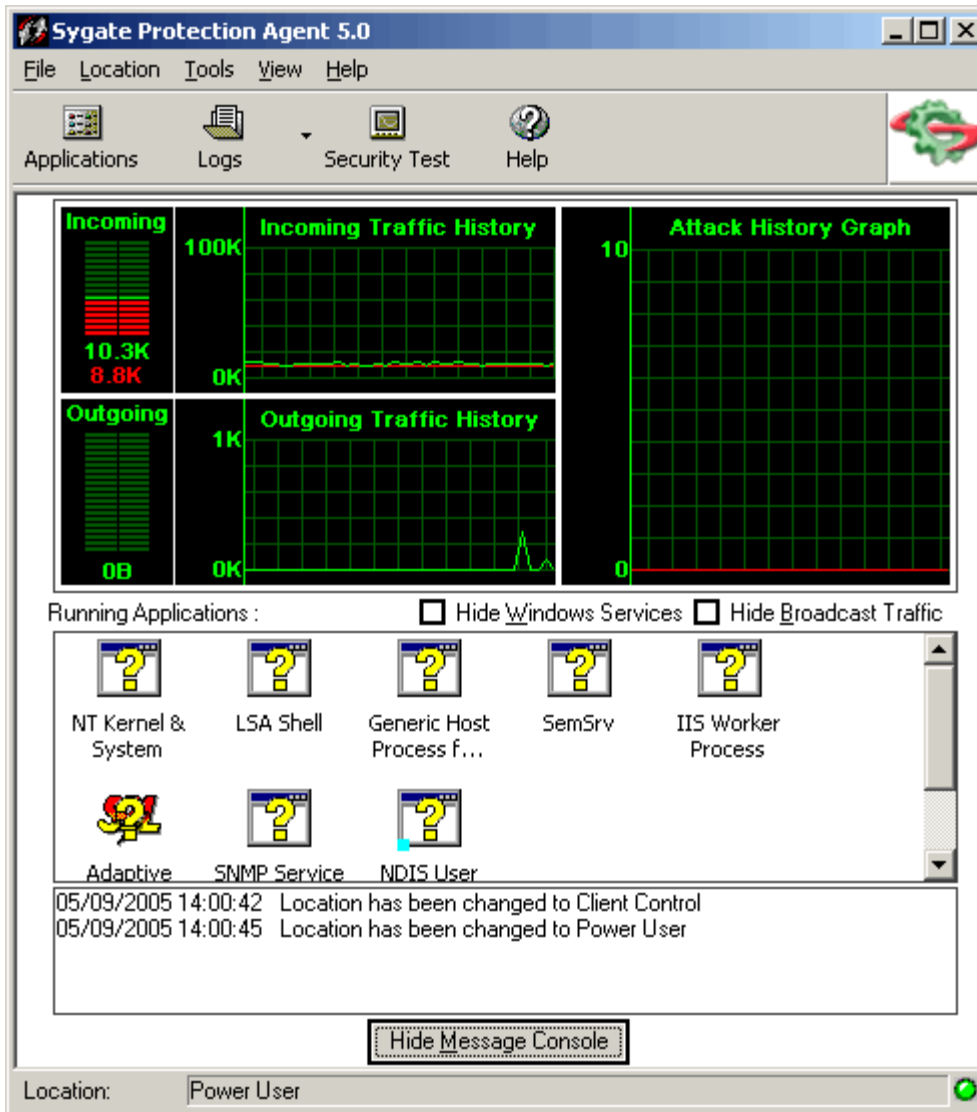 Sygate Protection Agent 5.0
File Location Tools View Help
Applications Logs Security Test Help
Incoming
10.3K
8.8K
Incoming Traffic History
100K
0K
Attack History Graph
10
0
Outgoing
0B
Outgoing Traffic History
1K
0K
Running Applications :
Hide Windows Services
Hide Broadcast Traffic
NT Kernel & System
LSA Shell
Generic Host Process f...
SemSrv
IIS Worker Process
Adaptive
SNMP Service
NDIS User
05/09/2005 14:00:42 Location has been changed to Client Control
05/09/2005 14:00:45 Location has been changed to Power User
Hide Message Console
Location: Power User